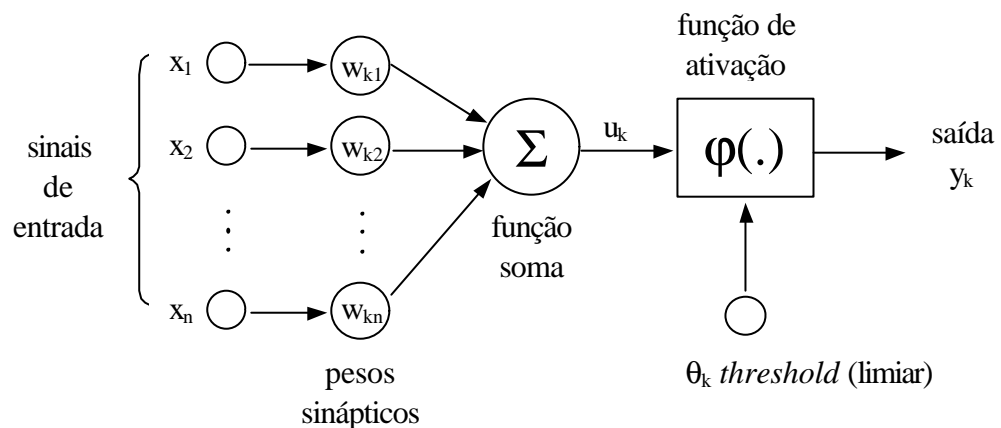 função de
ativação
x1
wk1
x2
wk2
sinais
de
entrada
Σ
uk
φ(.)
saída
yk
função
soma
xn
wkn
pesos
sinápticos
θk threshold (limiar)